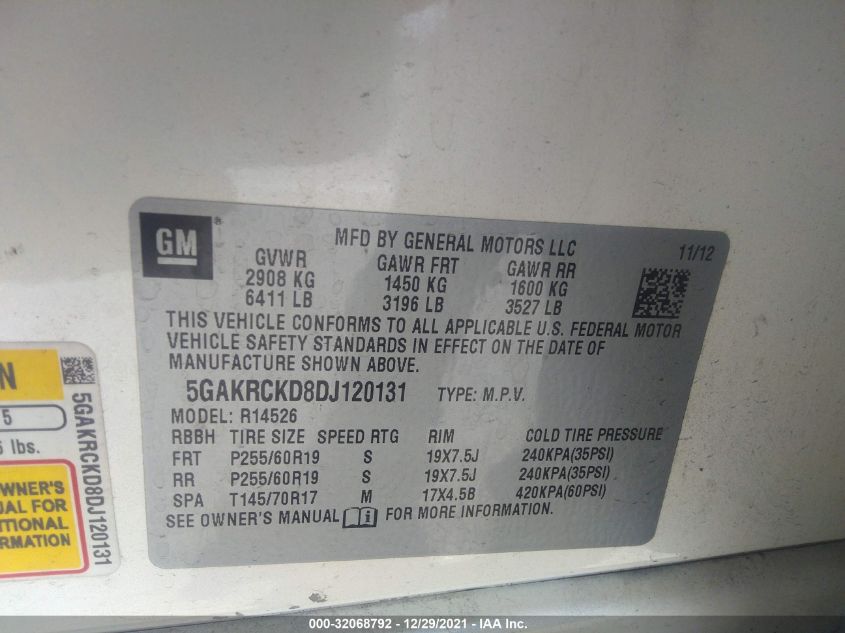 GM
MFD BY GENERAL MOTORS LLC
11/12
GVWR GAWR FRT GAWR RR
2908 KG 1450 KG 1600 KG
6411 LB 3196 LB 3527 LB
THIS VEHICLE CONFORMS TO ALL APPLICABLE U.S. FEDERAL MOTOR
VEHICLE SAFETY STANDARDS IN EFFECT ON THE DATE OF
MANUFACTURE SHOWN ABOVE.
5GAKRCKD8DJ120131 TYPE: M.P.V.
MODEL: R14526
RBBH TIRE SIZE SPEED RTG RIM COLD TIRE PRESSURE
FRT P255/60R19 S 19X7.5J 240KPA(35PSI)
RR P255/60R19 S 19X7.5J 240KPA(35PSI)
SPA T145/70R17 M 17X4.5B 420KPA(60PSI)
SEE OWNER'S MANUAL i FOR MORE INFORMATION.
N
5
lbs.
WNER'S
UAL FOR
ITIONAL
RMATION
5GAKRCKD8DJ120131
000-32068792 - 12/29/2021 - IAA Inc.